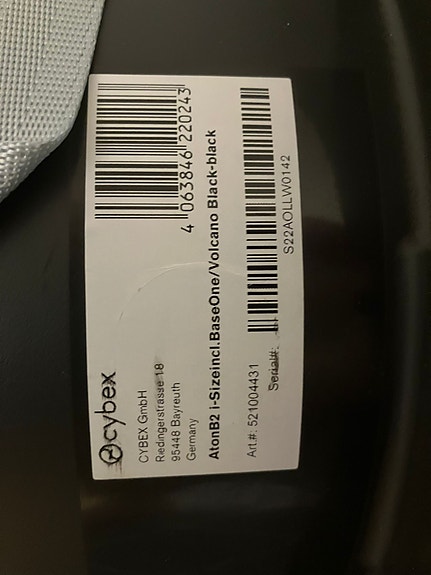 cybex
CYBEX GmbH
Riedingerstrasse 18
95448 Bayreuth
Germany
4 063846 220243
AtonB2 i-Sizeincl.BaseOne/Volcano Black-black
Art.#: 521004431
Serial#:
S22AOLLW0142